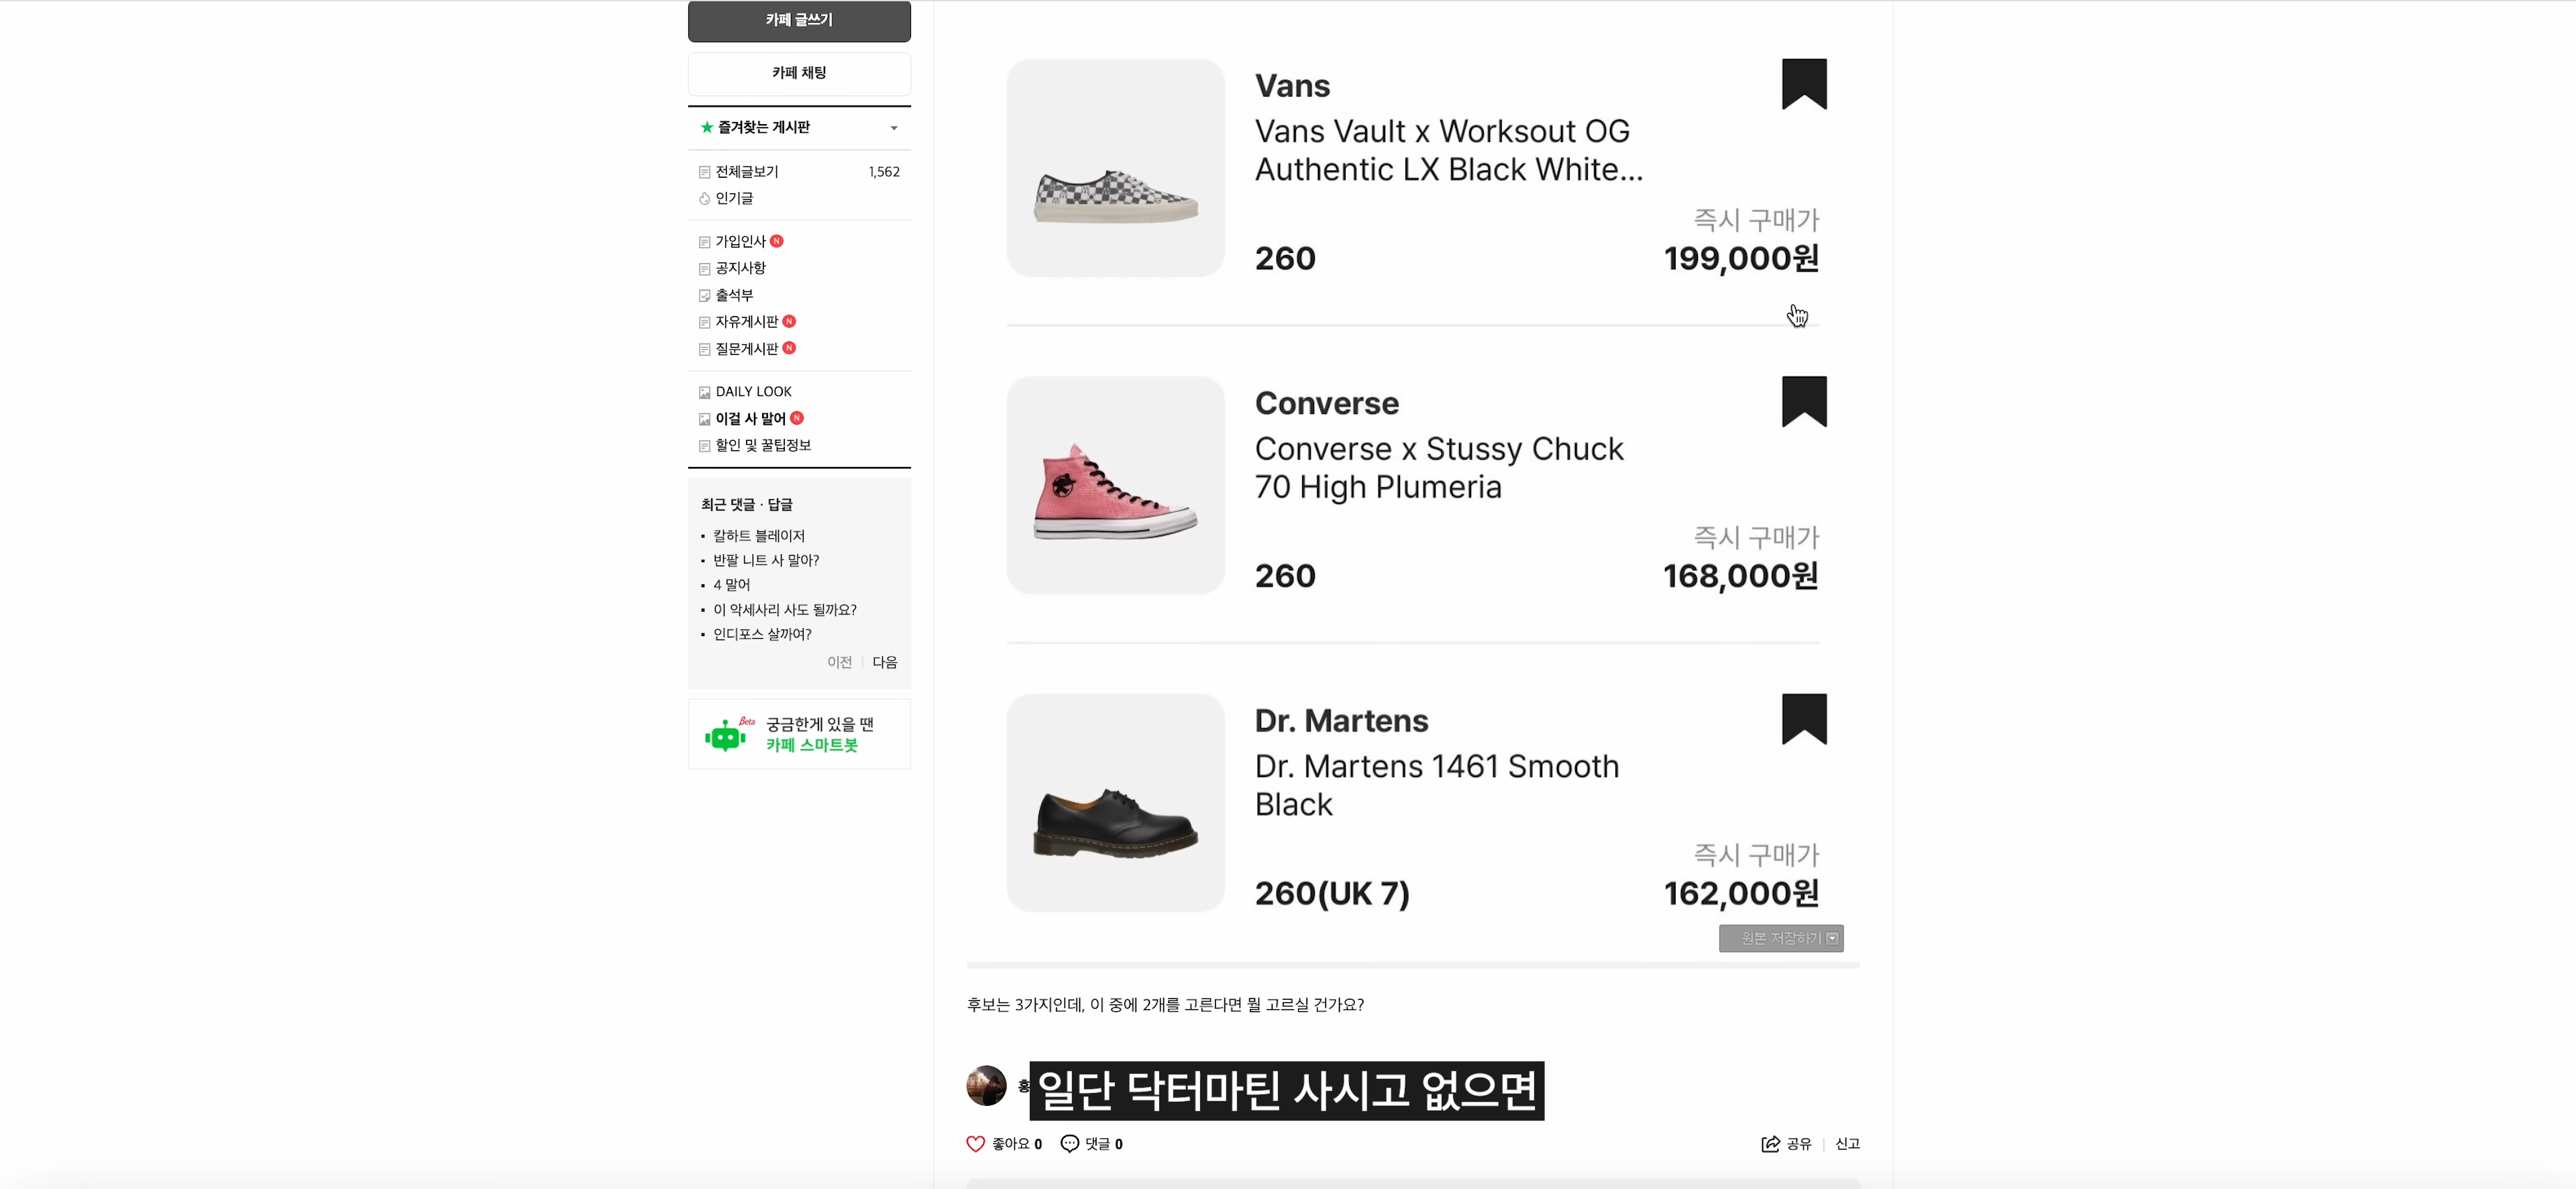 카페 글쓰기
카페 채팅
즐겨찾는 게시판
전체글보기 1,562
인기글
가입인사 N
공지사항
출석부
자유게시판 N
질문게시판 N
DAILY LOOK
이걸 사 말어 N
할인 및 꿀팁정보
최근 댓글 · 답글
칼하트 블레이저
반팔 니트 사 말아?
4 말어
이 악세사리 사도 될까요?
인디포스 살까여?
이전 다음
Beta
궁금한게 있을 땐
카페 스마트봇
Vans
Vans Vault x Worksout OG
Authentic LX Black White...
즉시 구매가
260 199,000원
Converse
Converse x Stussy Chuck
70 High Plumeria
즉시 구매가
260 168,000원
Dr. Martens
Dr. Martens 1461 Smooth
Black
즉시 구매가
260(UK 7) 162,000원
원본 저장하기
후보는 3가지인데, 이 중에 2개를 고른다면 뭘 고르실 건가요?
일단 닥터마틴 사시고 없으면
좋아요 0 댓글 0 공유 신고